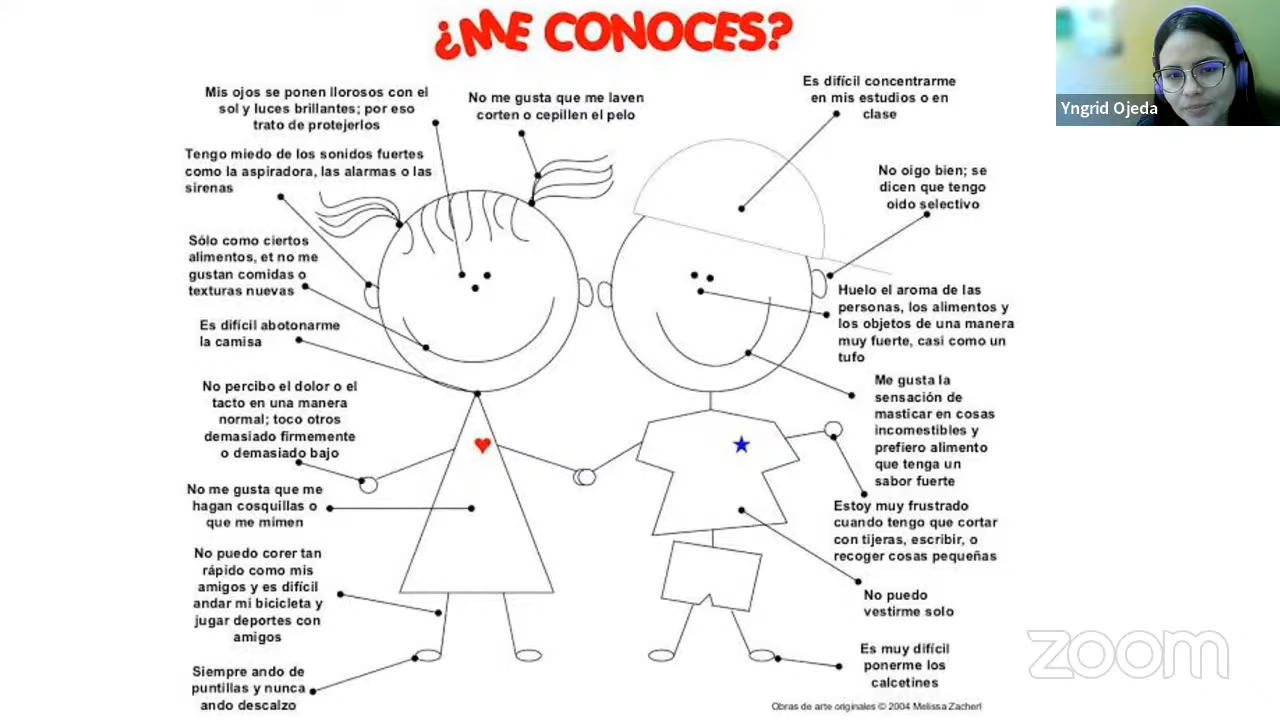 ¿ME CONOCES?
Mis ojos se ponen llorosos con el
sol y luces brillantes; por eso
trato de protejerlos
No me gusta que me laven
corten o cepillen el pelo
Tengo miedo de los sonidos fuertes
como la aspiradora, las alarmas o las
sirenas
Sólo como ciertos
alimentos, et no me
gustan comidas o
texturas nuevas
Es difícil abotonarme
la camisa
No percibo el dolor o el
tacto en una manera
normal; toco otros
demasiado firmemente
o demasiado bajo
No me gusta que me
hagan cosquillas o
que me mimen
No puedo corer tan
rápido como mis
amigos y es difícil
andar mi bicicleta y
jugar deportes con
amigos
Siempre ando de
puntillas y nunca
ando descalzo
Es difícil concentrarme
en mis estudios o en
clase
No oigo bien; se
dicen que tengo
oido selectivo
Huelo el aroma de las
personas, los alimentos y
los objetos de una manera
muy fuerte, casi como un
tufo
Me gusta la
sensación de
masticar en cosas
incomestibles y
prefiero alimento
que tenga un
sabor fuerte
Estoy muy frustrado
cuando tengo que cortar
con tijeras, escribir, o
recoger cosas pequeñas
No puedo
vestirme solo
Es muy difícil
ponerme los
calcetines
Obras de arte originales © 2004 Melissa Zacherl
Yngrid Ojeda
zoom